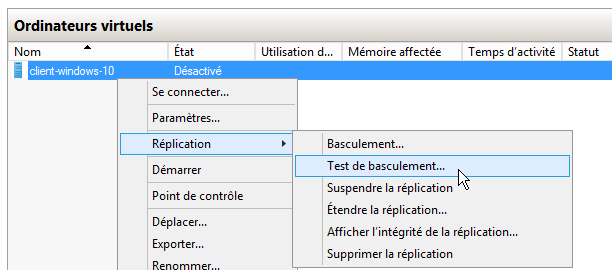 Ordinateurs virtuels
Nom État Utilisation d... Mémoire affectée Temps d'activité Statut
client-windows-10 Désactivé
Se connecter...
Paramètres...
Réplication
Basculement...
Démarrer
Test de basculement...
Point de contrôle
Suspendre la réplication
Déplacer...
Étendre la réplication...
Exporter...
Afficher l'intégrité de la réplication...
Renommer...
Supprimer la réplication